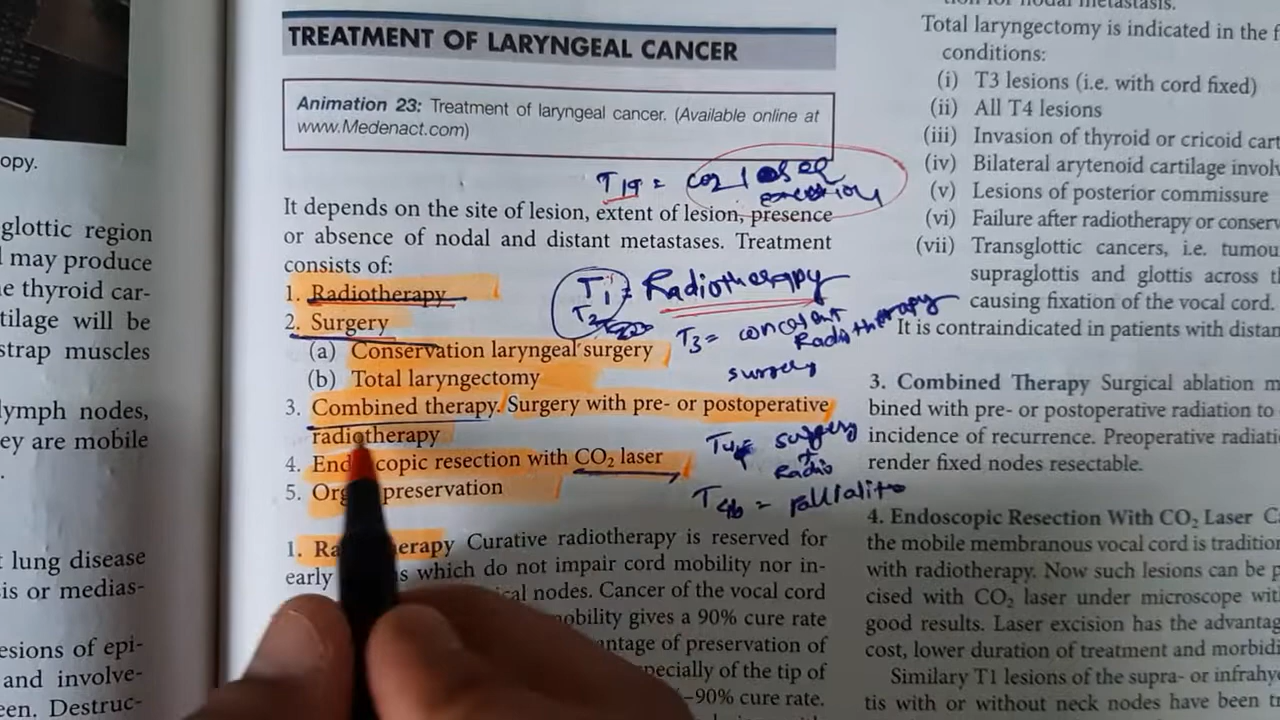 opy.
glottic region
may produce
e thyroid car-
tilage will be
strap muscles
lymph nodes,
ey are mobile
st lung disease
is or medias-
esions of epi-
and involve-
een. Destruc-
TREATMENT OF LARYNGEAL CANCER
Animation 23: Treatment of laryngeal cancer. (Available online at
www.Medenact.com)
T1a = CO2 laser
excision
It depends on the site of lesion, extent of lesion, presence
or absence of nodal and distant metastases. Treatment
consists of:
1. Radiotherapy
2. Surgery
(a) Conservation laryngeal surgery
(b) Total laryngectomy
3. Combined therapy. Surgery with pre- or postoperative
radiotherapy
4. End copic resection with CO2 laser
5. Org preservation
T1 = Radiotherapy
T2
T3 =
Radiotherapy
surgery
surgery
+
Radio
T4b =
1. Ra erapy Curative radiotherapy is reserved for
early s which do not impair cord mobility nor in-
cal nodes. Cancer of the vocal cord
obility gives a 90% cure rate
antage of preservation of
specially of the tip of
–90% cure rate.
tion for nodal metastasis.
Total laryngectomy is indicated in the f
conditions:
(i) T3 lesions (i.e. with cord fixed)
(ii) All T4 lesions
(iii) Invasion of thyroid or cricoid cart
(iv) Bilateral arytenoid cartilage involv
(v) Lesions of posterior commissure
(vi) Failure after radiotherapy or conserv
(vii) Transglottic cancers, i.e. tumou
supraglottis and glottis across th
causing fixation of the vocal cord.
It is contraindicated in patients with distan
3. Combined Therapy Surgical ablation m
bined with pre- or postoperative radiation to
incidence of recurrence. Preoperative radiati
render fixed nodes resectable.
4. Endoscopic Resection With CO2 Laser C
the mobile membranous vocal cord is tradition
with radiotherapy. Now such lesions can be p
cised with CO2 laser under microscope wit
good results. Laser excision has the advantag
cost, lower duration of treatment and morbidi
Similary T1 lesions of the supra- or infrahy
tis with or without neck nodes have been t